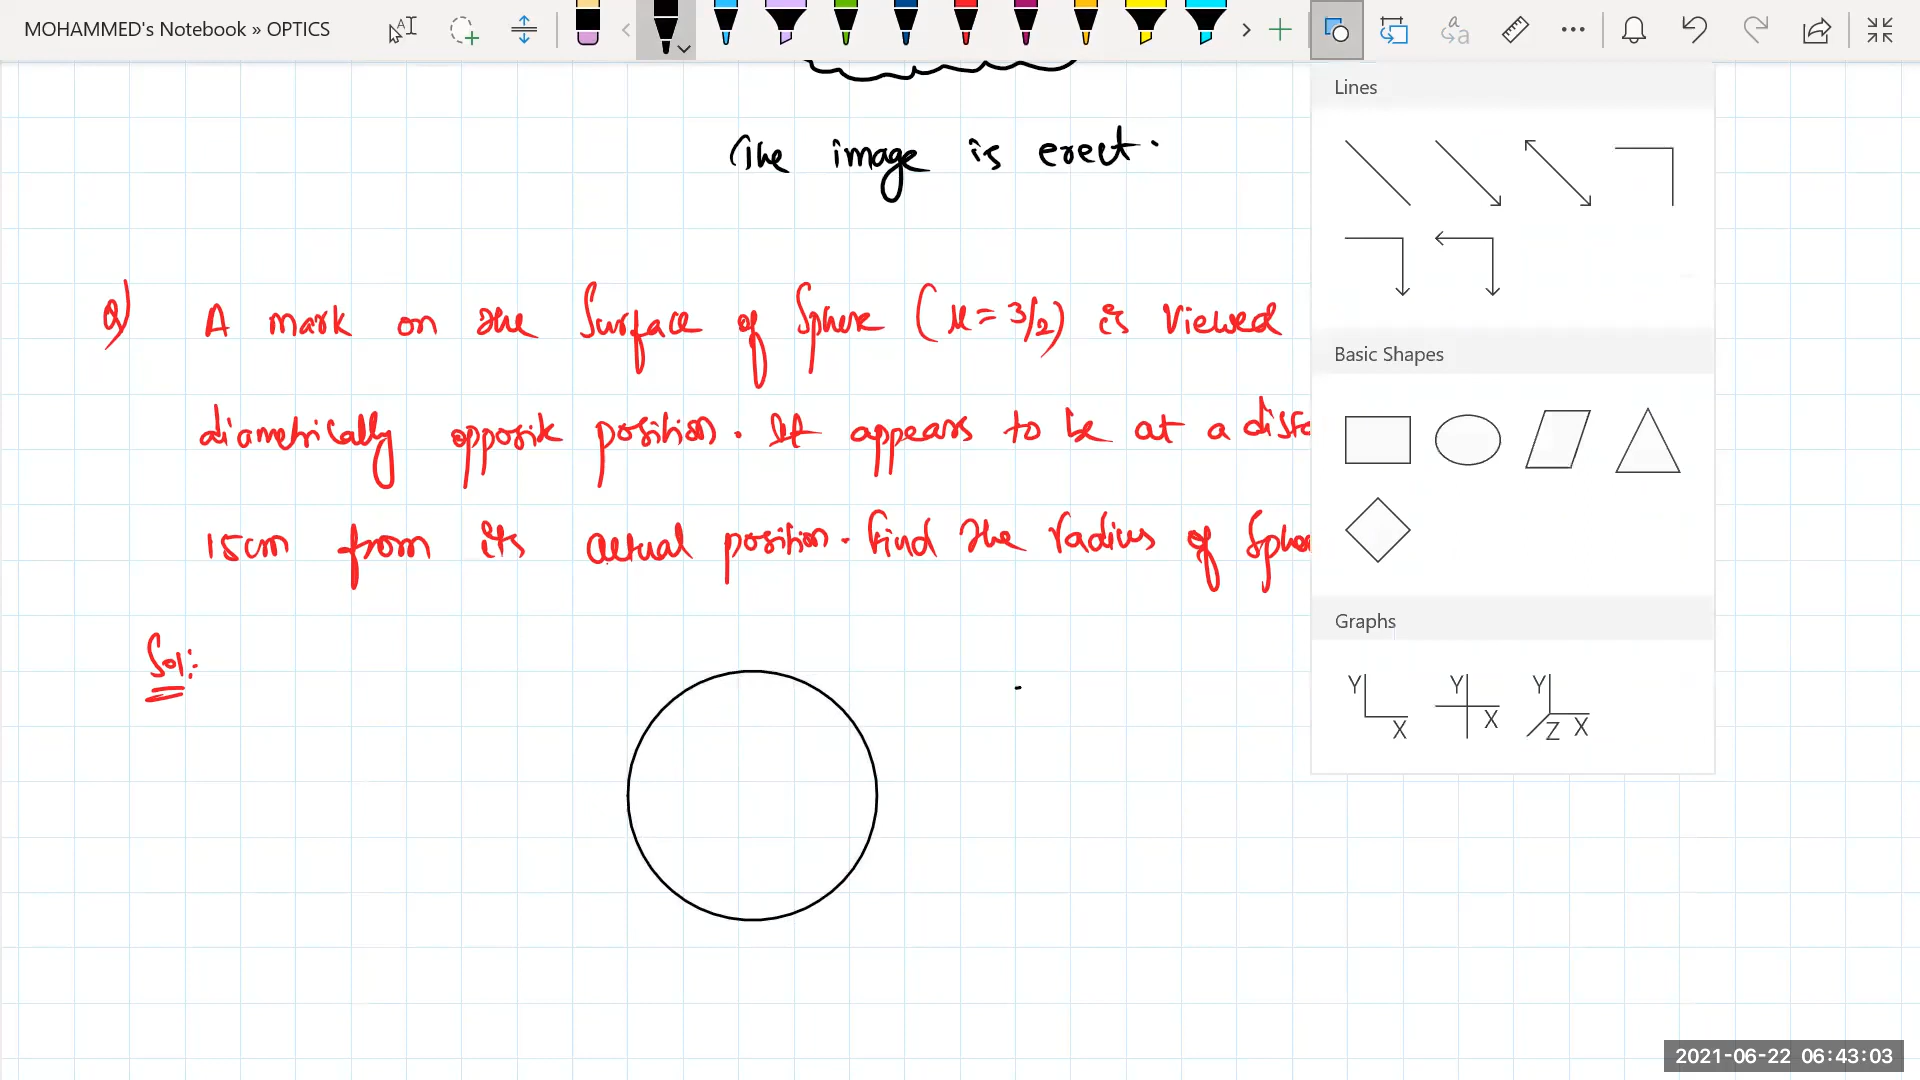 MOHAMMED's Notebook » OPTICS
Lines
The image is erect.
Q) A mark on the Surface of Sphere (μ = 3/2) is viewed
Basic Shapes
diametrically opposite position. It appears to be at a dista
15cm from its actual position. Find the radius of Sphe
Graphs
Sol:
Y X
Y X
Y Z X
2021-06-22 06:43:03